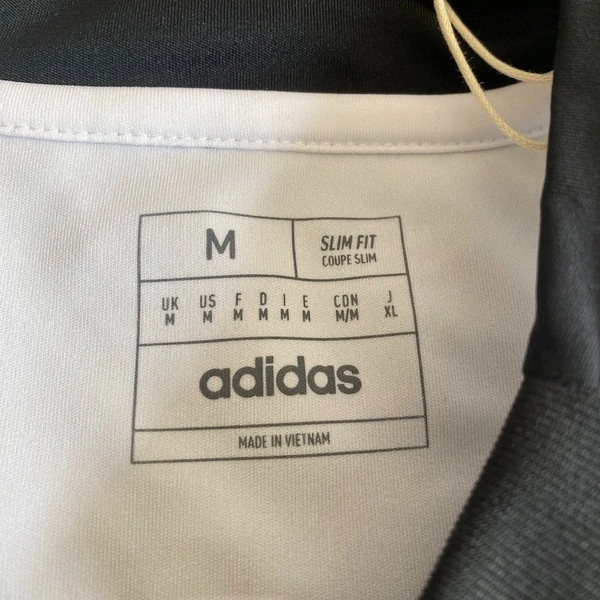 M
SLIM FIT
COUPE SLIM
UK US F D I E CDN J
M M M M M M M/M XL
adidas
MADE IN VIETNAM